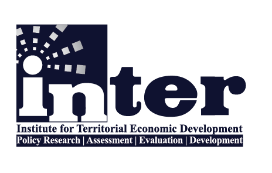 inter
Institute for Territorial Economic Development
Policy Research | Assessment | Evaluation | Development